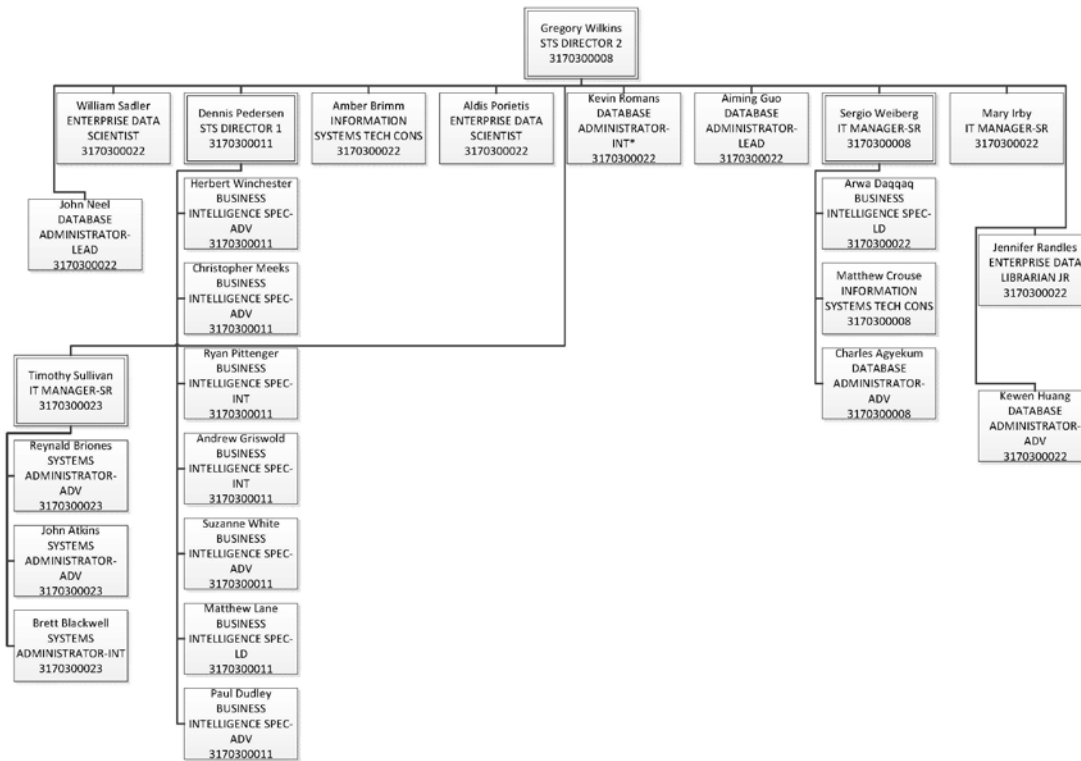 Gregory Wilkins
STS DIRECTOR 2
3170300008
William Sadler
ENTERPRISE DATA
SCIENTIST
3170300022
Dennis Pedersen
STS DIRECTOR 1
3170300011
Amber Brimm
INFORMATION
SYSTEMS TECH CONS
3170300022
Aldis Porietis
ENTERPRISE DATA
SCIENTIST
3170300022
Kevin Romans
DATABASE
ADMINISTRATOR-
INT*
3170300022
Aiming Guo
DATABASE
ADMINISTRATOR-
LEAD
3170300022
Sergio Weiberg
IT MANAGER-SR
3170300008
Mary Irby
IT MANAGER-SR
3170300022
John Neel
DATABASE
ADMINISTRATOR-
LEAD
3170300022
Herbert Winchester
BUSINESS
INTELLIGENCE SPEC-
ADV
3170300011
Arwa Daqqaq
BUSINESS
INTELLIGENCE SPEC-
LD
3170300022
Jennifer Randles
ENTERPRISE DATA
LIBRARIAN JR
3170300022
Christopher Meeks
BUSINESS
INTELLIGENCE SPEC-
ADV
3170300011
Matthew Crouse
INFORMATION
SYSTEMS TECH CONS
3170300008
Timothy Sullivan
IT MANAGER-SR
3170300023
Ryan Pittenger
BUSINESS
INTELLIGENCE SPEC-
INT
3170300011
Charles Agyekum
DATABASE
ADMINISTRATOR-
ADV
3170300008
Kewen Huang
DATABASE
ADMINISTRATOR-
ADV
3170300022
Reynald Briones
SYSTEMS
ADMINISTRATOR-
ADV
3170300023
Andrew Griswold
BUSINESS
INTELLIGENCE SPEC-
INT
3170300011
John Atkins
SYSTEMS
ADMINISTRATOR-
ADV
3170300023
Suzanne White
BUSINESS
INTELLIGENCE SPEC-
ADV
3170300011
Brett Blackwell
SYSTEMS
ADMINISTRATOR-INT
3170300023
Matthew Lane
BUSINESS
INTELLIGENCE SPEC-
LD
3170300011
Paul Dudley
BUSINESS
INTELLIGENCE SPEC-
ADV
3170300011